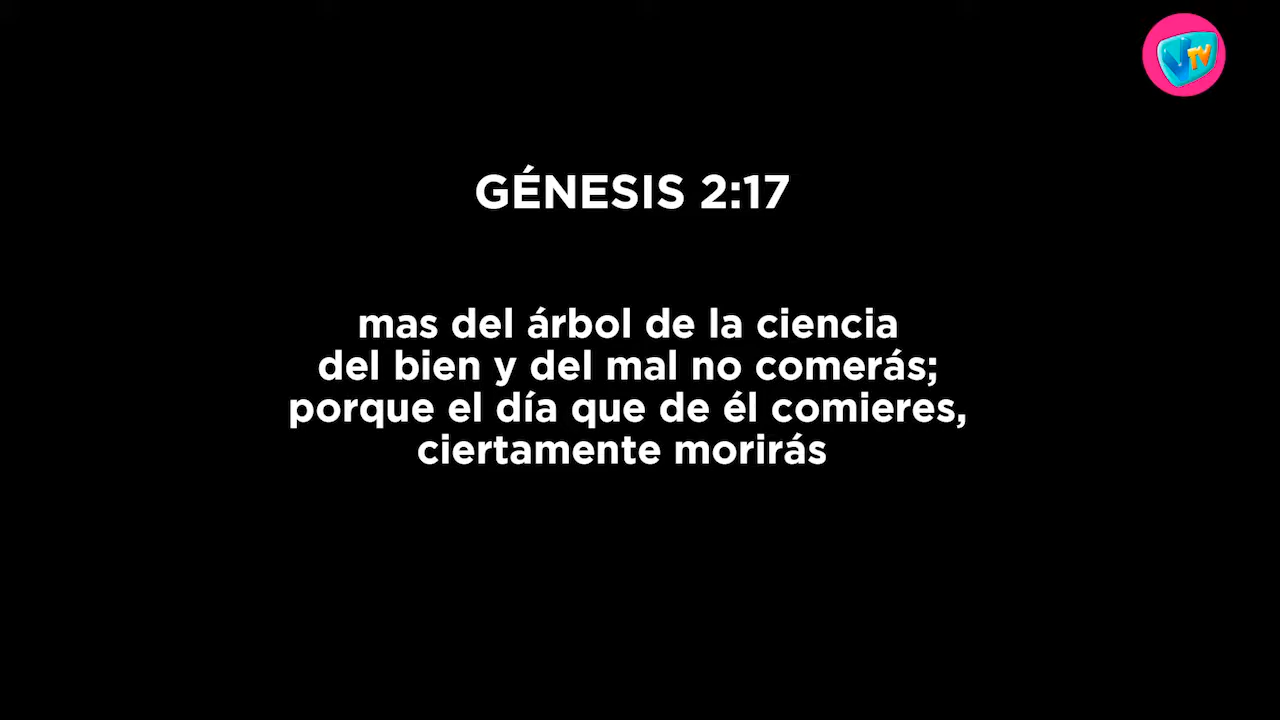 VTV
GÉNESIS 2:17
mas del árbol de la ciencia
del bien y del mal no comerás;
porque el día que de él comieres,
ciertamente morirás